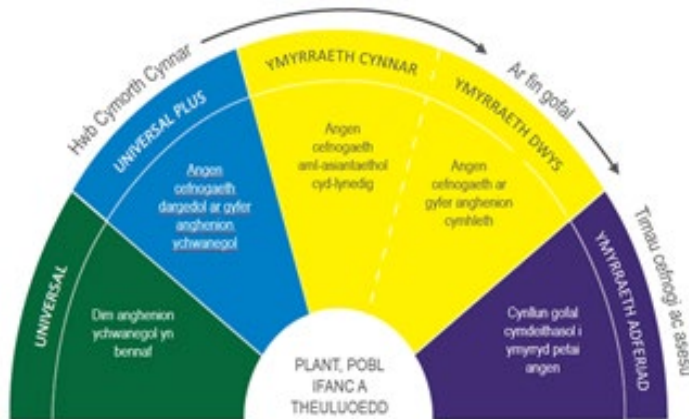 Hwb Cymorth Cynnar
Ar fin gofal
Timau cefnogi ac asesu
UNIVERSAL
Dim anghenion
ychwanegol yn
bennaf
UNIVERSAL PLUS
Angen
cefnogaeth
dargedol ar gyfer
anghenion
ychwanegol
YMYRRAETH CYNNAR
Angen
cefnogaeth
aml-asiantaethol
cyd-lynedig
YMYRRAETH DWYS
Angen
cefnogaeth ar
gyfer anghenion
cymhleth
YMYRRAETH ADFERIAD
Cynllun gofal
cymdeithasol i
ymyrryd petai
angen
PLANT, POBL
IFANC A
THEULUOEDD